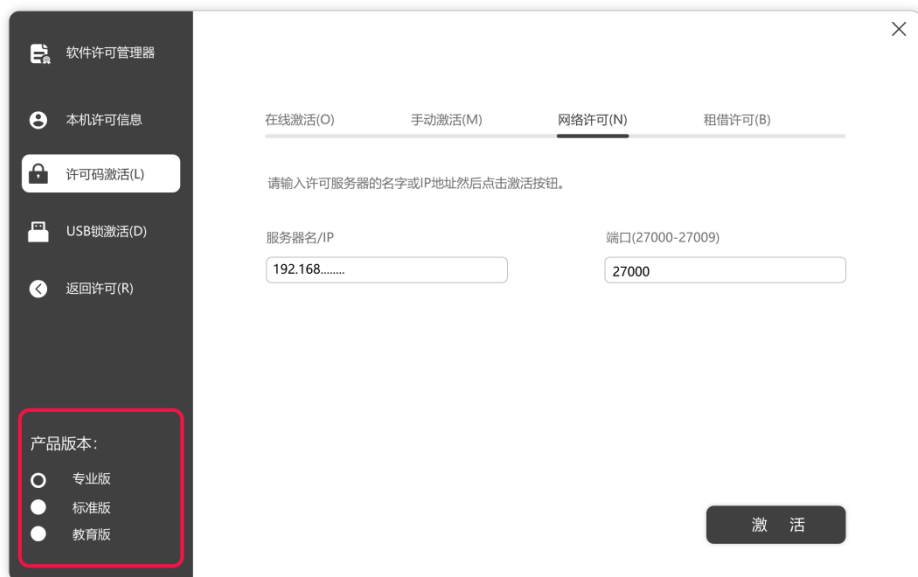 软件许可管理器
本机许可信息
许可码激活(L)
USB锁激活(D)
返回许可(R)
产品版本:
专业版
标准版
教育版
在线激活(O)
手动激活(M)
网络许可(N)
租借许可(B)
请输入许可服务器的名字或IP地址然后点击激活按钮。
服务器名/IP
192.168........
端口(27000-27009)
27000
激 活